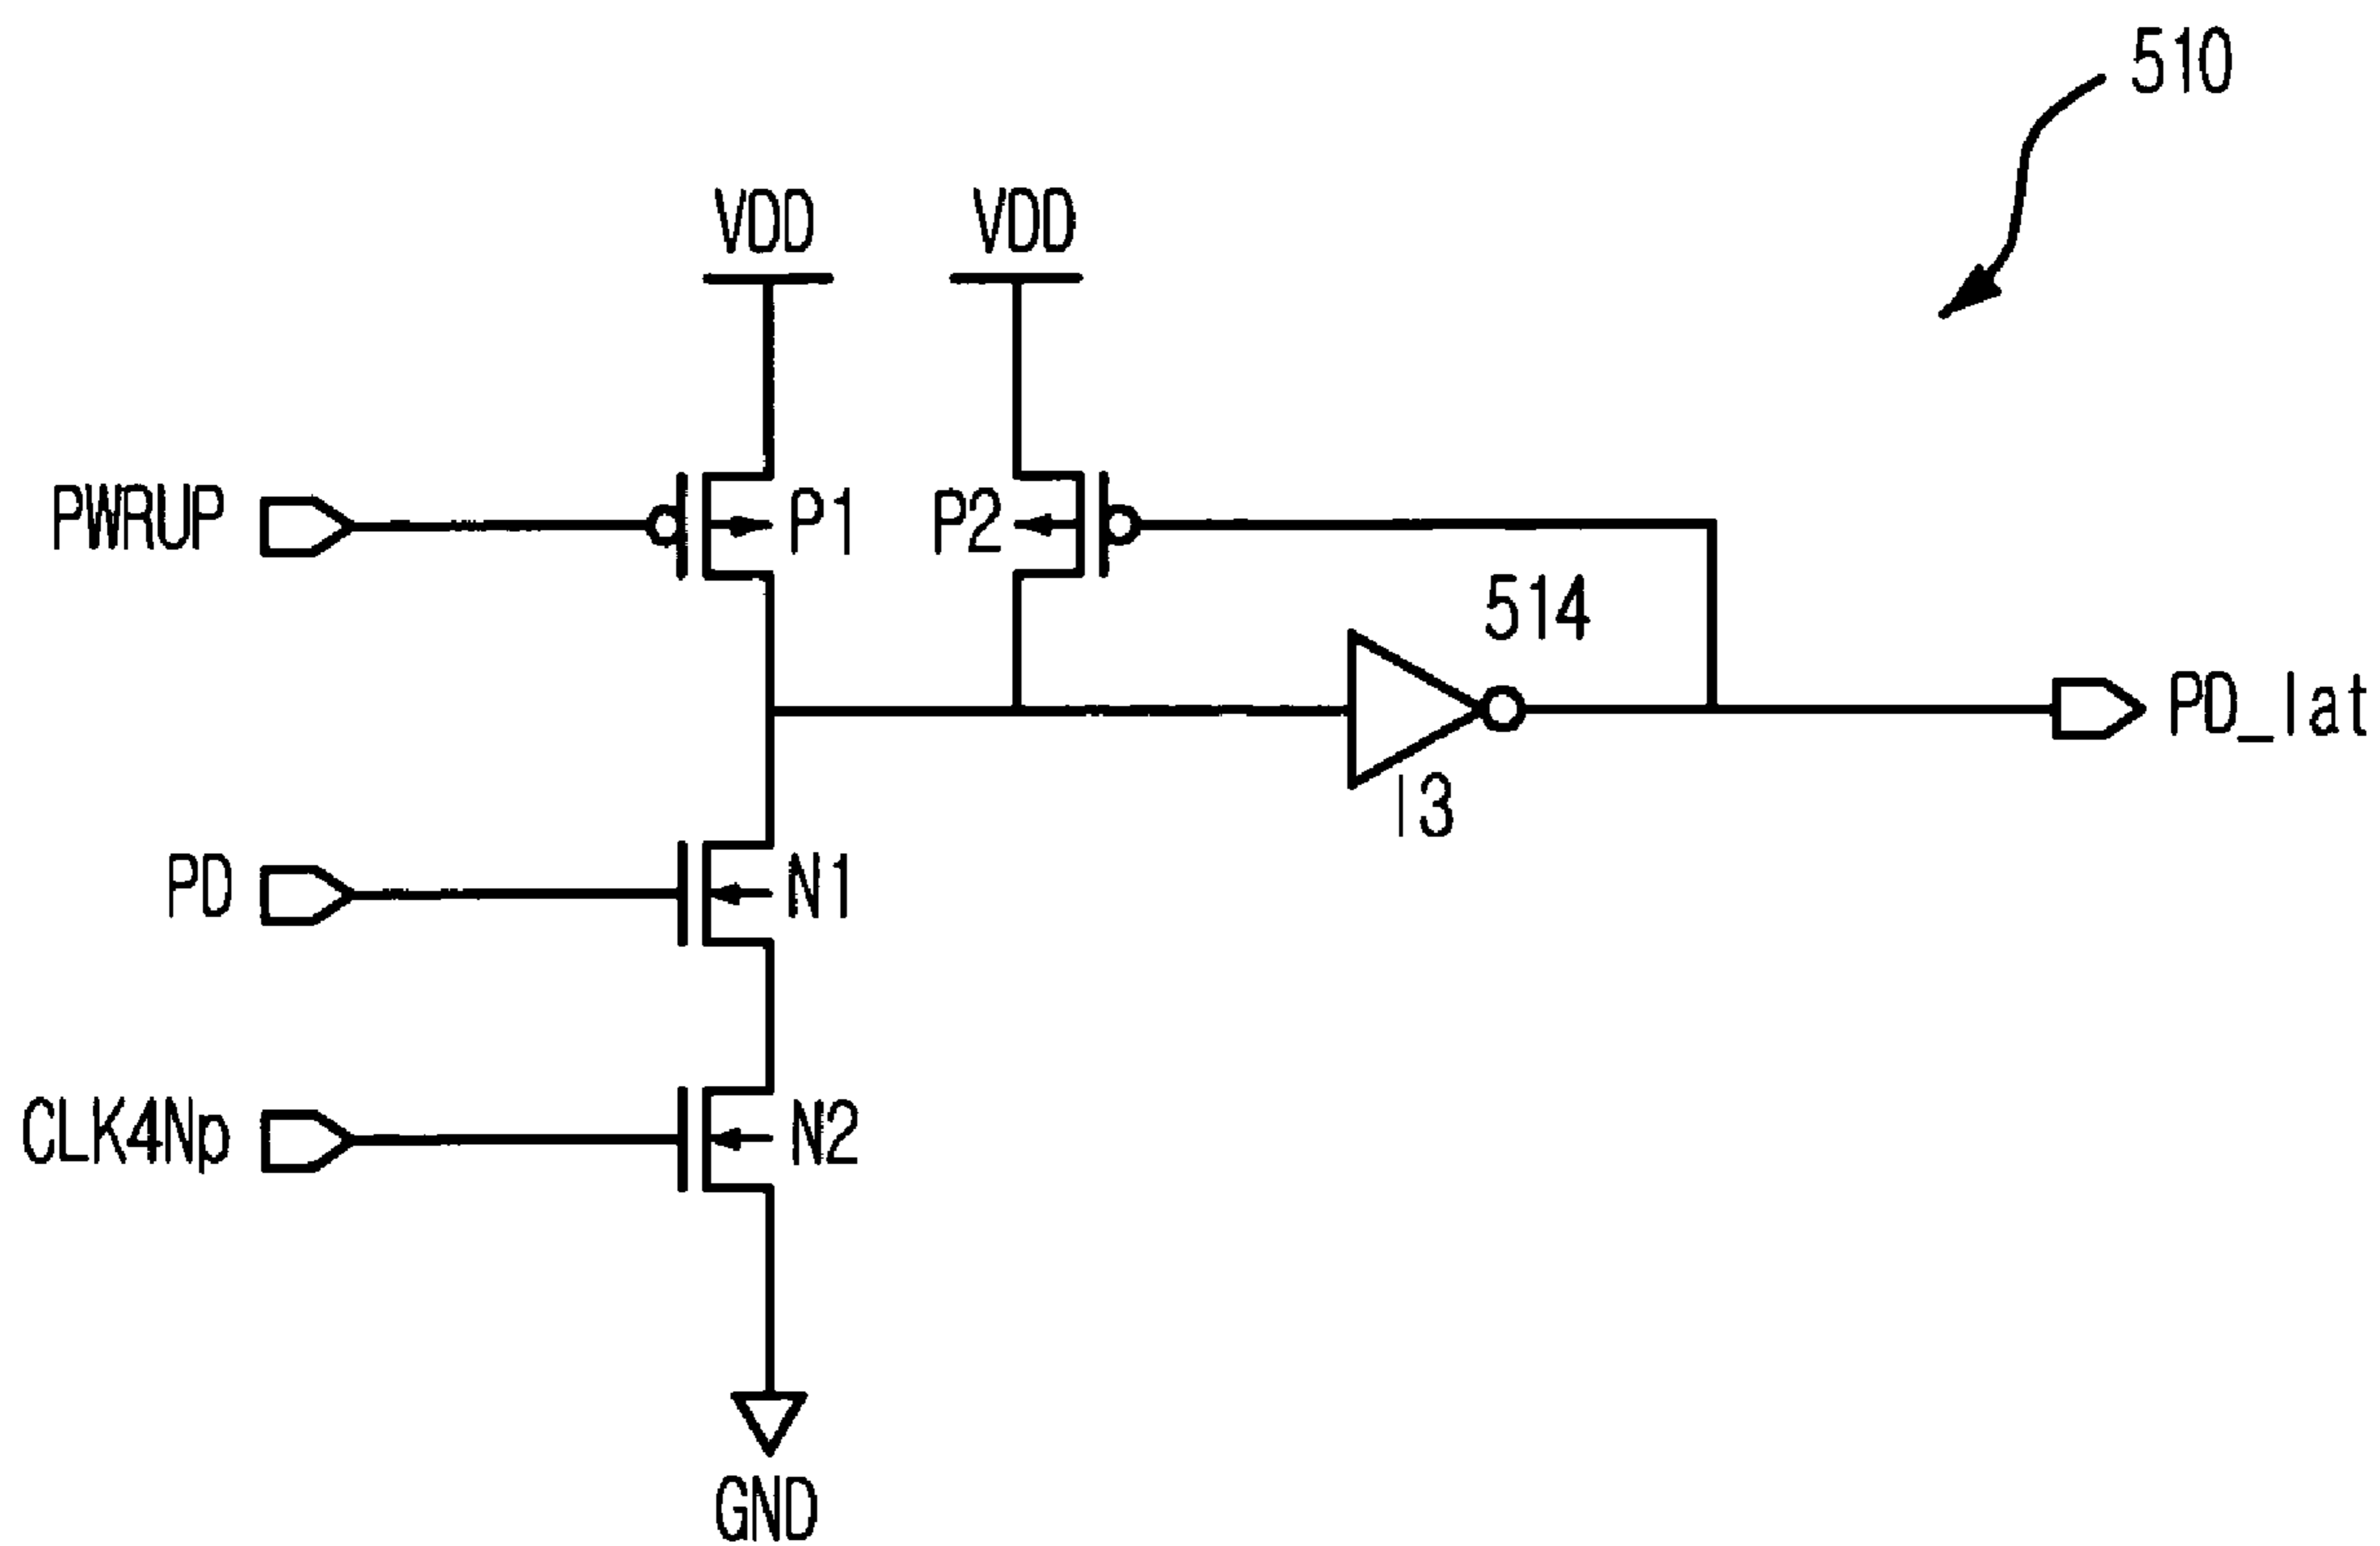 510
VDD
VDD
PWRUP
P1
P2
514
PD_lat
I3
PD
N1
CLK4Np
N2
GND